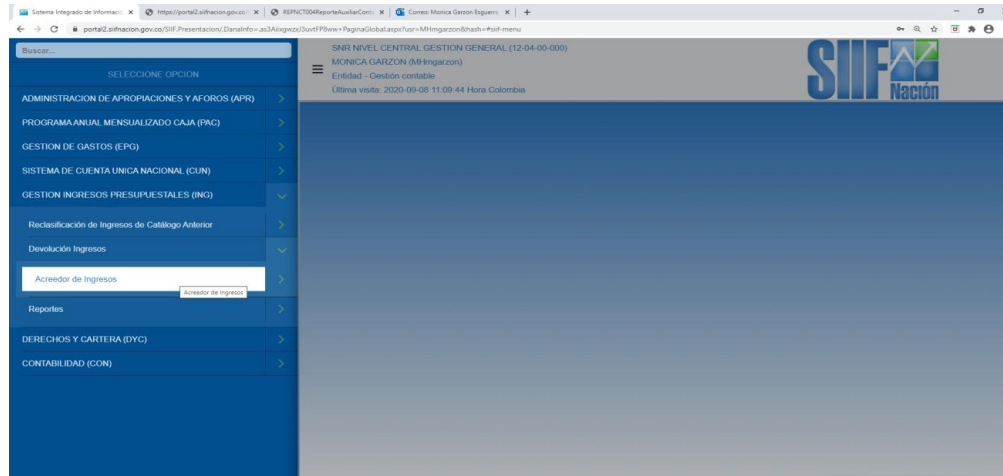 Sistema Integrado de Informaci
https://portal2.siifnacion.gov.co/
REPNCT004ReporteAuxiliarCont
Correo: Monica Garzon Esguerra
portal2.siifnacion.gov.co/SIIF.Presentacion/
Buscar...
SELECCIONE OPCION
ADMINISTRACION DE APROPIACIONES Y AFOROS (APR)
PROGRAMA ANUAL MENSUALIZADO CAJA (PAC)
GESTION DE GASTOS (EPG)
SISTEMA DE CUENTA UNICA NACIONAL (CUN)
GESTION INGRESOS PRESUPUESTALES (ING)
Reclasificación de Ingresos de Catálogo Anterior
Devolución Ingresos
Acreedor de Ingresos
Acreedor de Ingresos
Reportes
DERECHOS Y CARTERA (DYC)
CONTABILIDAD (CON)
SNR NIVEL CENTRAL GESTION GENERAL (12-04-00-000)
MONICA GARZON (MHmgarzon)
Entidad - Gestión contable
Última visita: 2020-09-08 11:09:44 Hora Colombia
SIIF
Nación